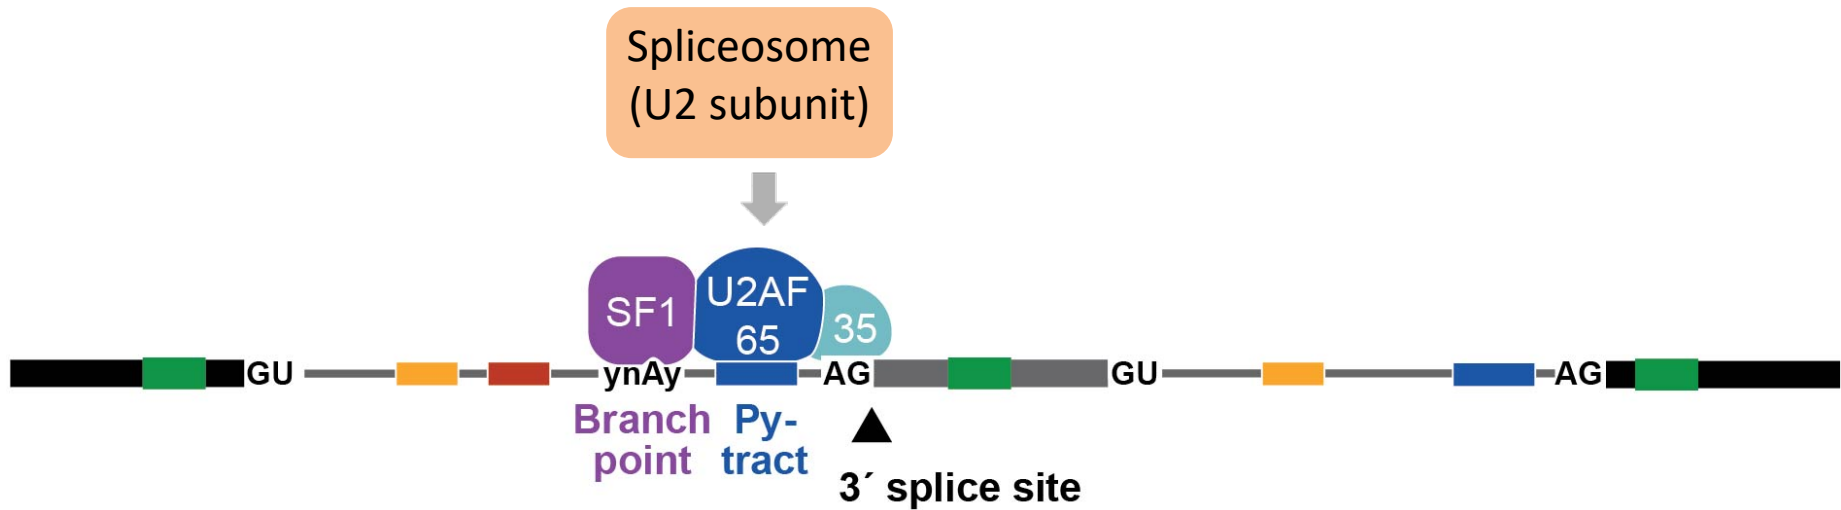 Spliceosome
(U2 subunit)
SF1
U2AF
65
35
GU
ynAy
AG
GU
AG
Branch
point
Py-
tract
3´ splice site